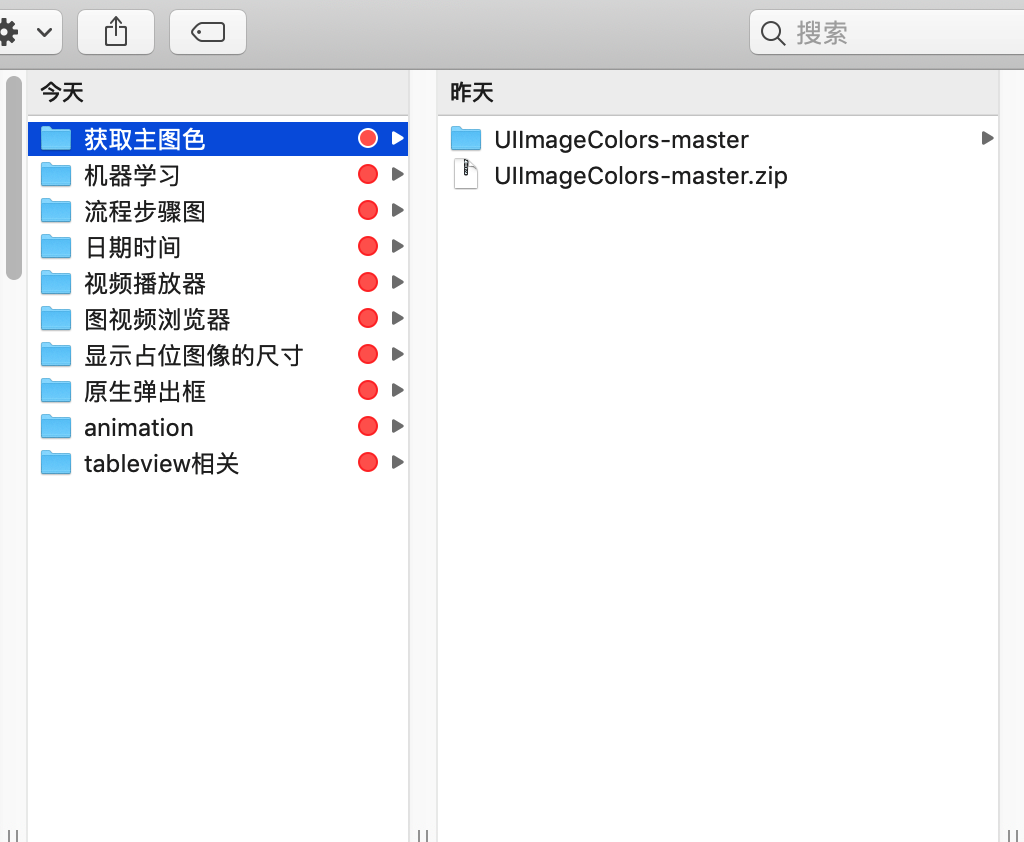 搜索
今天
获取主图色
机器学习
流程步骤图
日期时间
视频播放器
图视频浏览器
显示占位图像的尺寸
原生弹出框
animation
tableview相关
昨天
UIImageColors-master
UIImageColors-master.zip